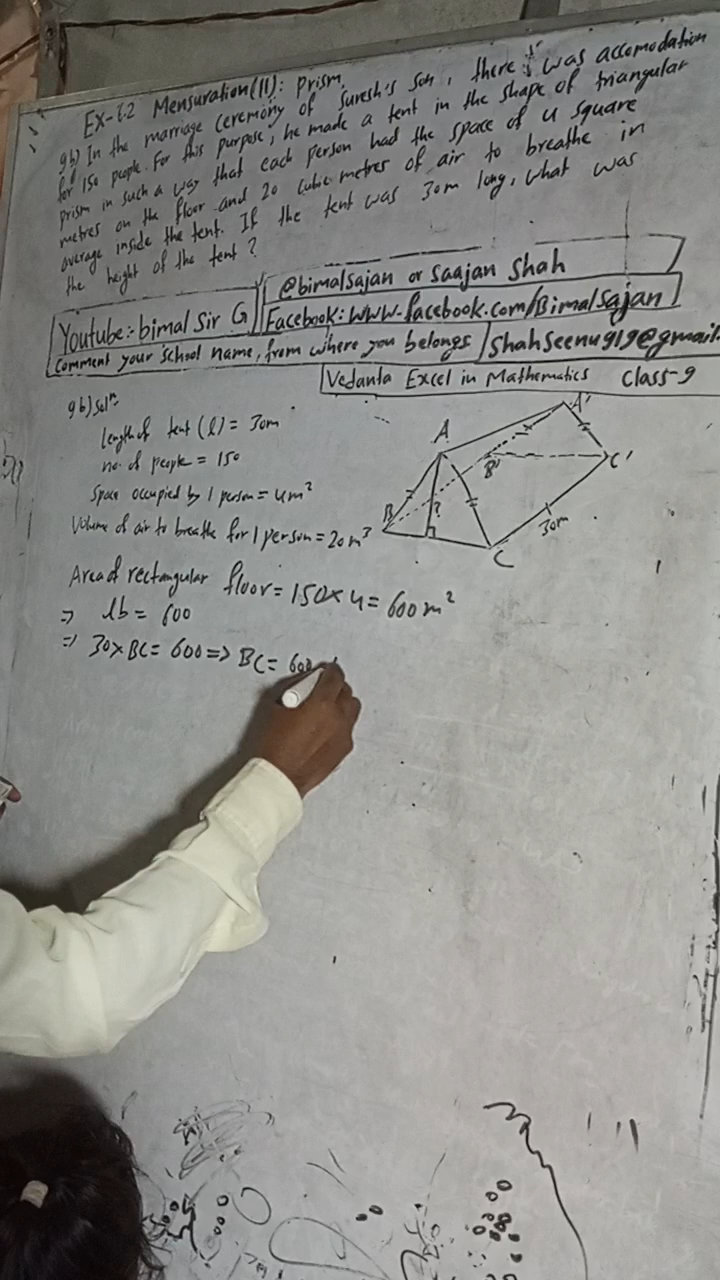 Ex-6.2 Mensuration(II): Prism
9b) In the marriage ceremony of Suresh's son, there was accomodation
for 150 people. For this purpose, he made a tent in the shape of triangular
prism in such a way that each person had the space of 4 square
metres on the floor and 20 cubic metres of air to breathe in
average inside the tent. If the tent was 30m long, what was
the height of the tent?
@bimalsajan or saajan shah
Youtube:- bimal Sir G
Facebook: www.facebook.com/Bimalsajan
Comment your school name, from where you belongs
Shahseenu919@gmail.
Vedanta Excel in Mathematics Class-9
9b) Solⁿ:
length of tent (l) = 30m
no. of people = 150
Space occupied by 1 person = 4m²
Volume of air to breathe for 1 person = 20m³
A
A'
B
B'
C
C'
?
30m
Area of rectangular floor = 150 × 4 = 600m²
⇒ lb = 600
⇒ 30×BC = 600 ⇒ BC = 600